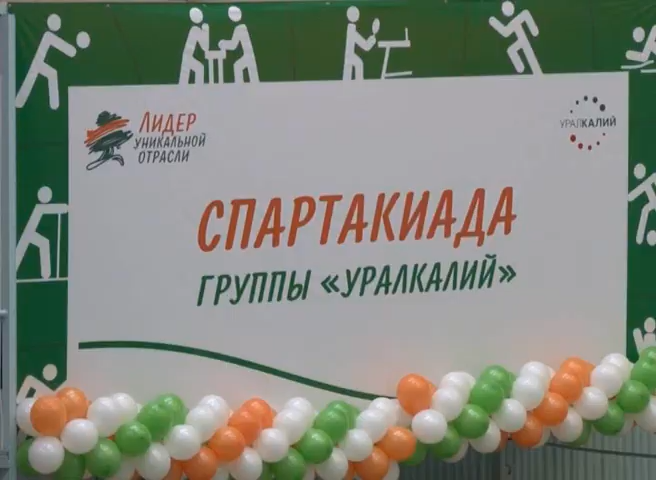 ЛИДЕР
УНИКАЛЬНОЙ
ОТРАСЛИ
УРАЛКАЛИЙ
СПАРТАКИАДА
ГРУППЫ «УРАЛКАЛИЙ»